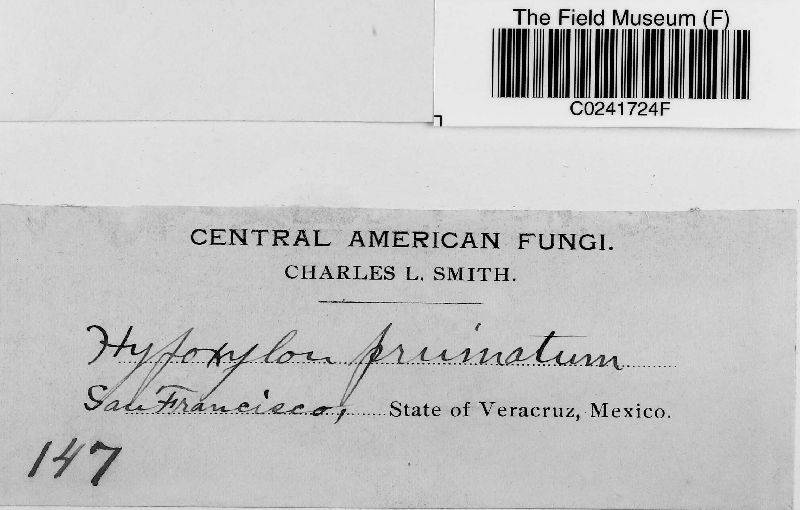 The Field Museum (F)
C0241724F
CENTRAL AMERICAN FUNGI.
CHARLES L. SMITH.
Hypoxylon pruinatum
San Francisco, State of Veracruz, Mexico.
147